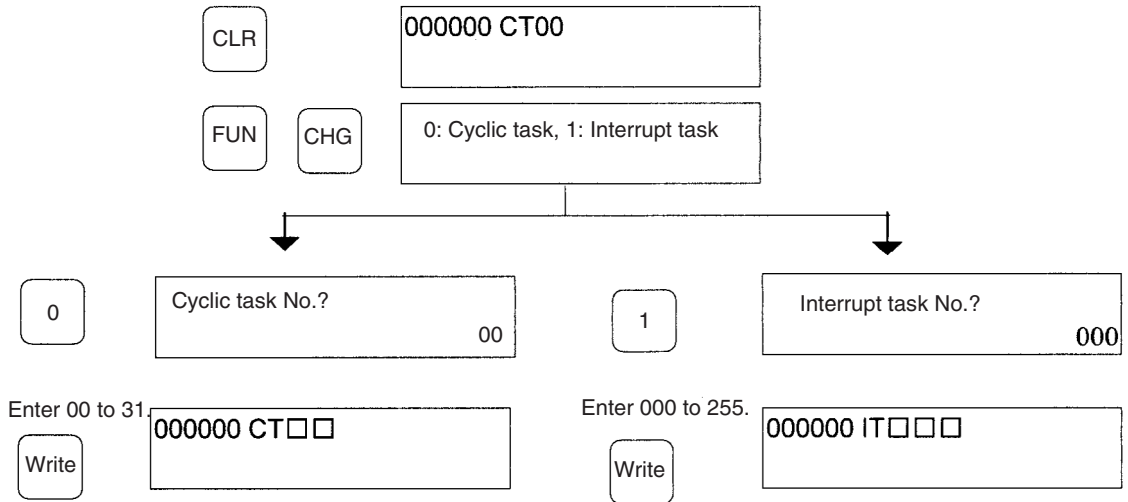 CLR
000000 CT00
FUN
CHG
0: Cyclic task, 1: Interrupt task
0
Cyclic task No.?
00
1
Interrupt task No.?
000
Enter 00 to 31.
000000 CT□□
Write
Enter 000 to 255.
000000 IT□□□
Write